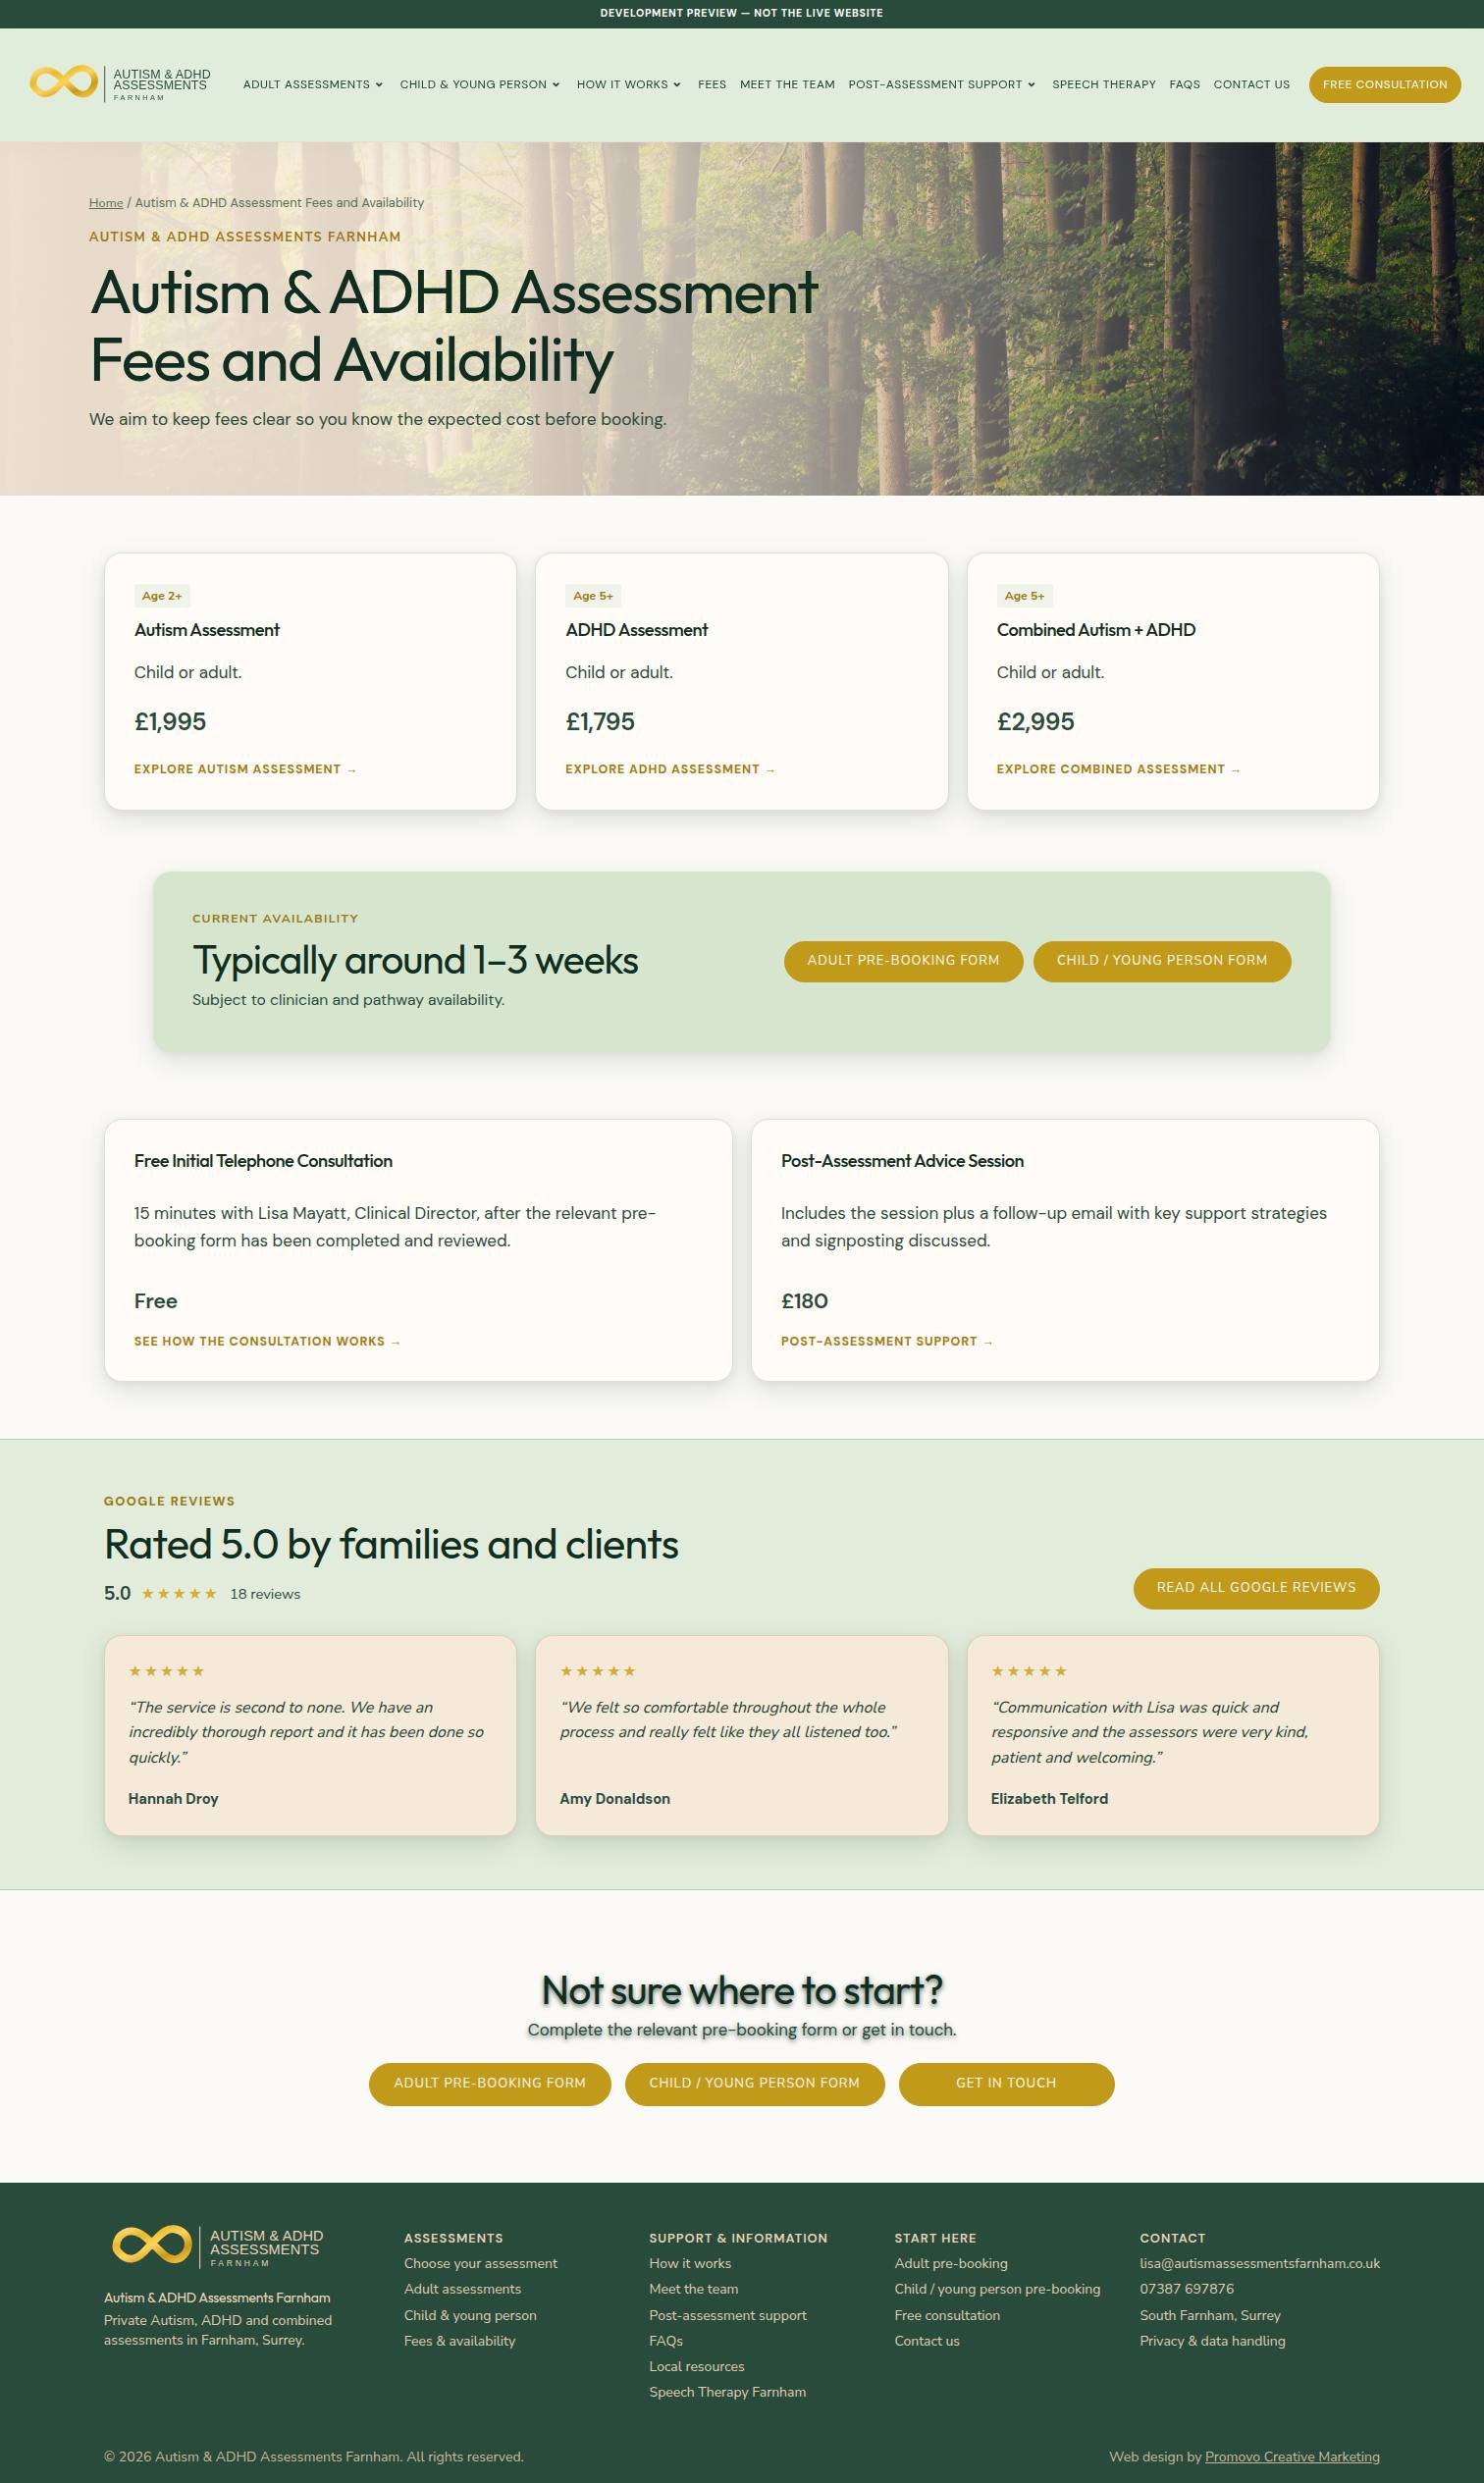 DEVELOPMENT PREVIEW — NOT THE LIVE WEBSITE
AUTISM & ADHD
ASSESSMENTS
FARNHAM
ADULT ASSESSMENTS CHILD & YOUNG PERSON HOW IT WORKS FEES MEET THE TEAM POST-ASSESSMENT SUPPORT SPEECH THERAPY FAQS CONTACT US FREE CONSULTATION
Home / Autism & ADHD Assessment Fees and Availability
AUTISM & ADHD ASSESSMENTS FARNHAM
Autism & ADHD Assessment
Fees and Availability
We aim to keep fees clear so you know the expected cost before booking.
Age 2+
Autism Assessment
Child or adult.
£1,995
EXPLORE AUTISM ASSESSMENT →
Age 5+
ADHD Assessment
Child or adult.
£1,795
EXPLORE ADHD ASSESSMENT →
Age 5+
Combined Autism + ADHD
Child or adult.
£2,995
EXPLORE COMBINED ASSESSMENT →
CURRENT AVAILABILITY
Typically around 1–3 weeks
Subject to clinician and pathway availability.
ADULT PRE-BOOKING FORM
CHILD / YOUNG PERSON FORM
Free Initial Telephone Consultation
15 minutes with Lisa Mayatt, Clinical Director, after the relevant pre-
booking form has been completed and reviewed.
Free
SEE HOW THE CONSULTATION WORKS →
Post-Assessment Advice Session
Includes the session plus a follow-up email with key support strategies
and signposting discussed.
£180
POST-ASSESSMENT SUPPORT →
GOOGLE REVIEWS
Rated 5.0 by families and clients
5.0 ★★★★★ 18 reviews
READ ALL GOOGLE REVIEWS
★★★★★
“The service is second to none. We have an
incredibly thorough report and it has been done so
quickly.”
Hannah Droy
★★★★★
“We felt so comfortable throughout the whole
process and really felt like they all listened too.”
Amy Donaldson
★★★★★
“Communication with Lisa was quick and
responsive and the assessors were very kind,
patient and welcoming.”
Elizabeth Telford
Not sure where to start?
Complete the relevant pre-booking form or get in touch.
ADULT PRE-BOOKING FORM
CHILD / YOUNG PERSON FORM
GET IN TOUCH
AUTISM & ADHD
ASSESSMENTS
FARNHAM
Autism & ADHD Assessments Farnham
Private Autism, ADHD and combined
assessments in Farnham, Surrey.
ASSESSMENTS
Choose your assessment
Adult assessments
Child & young person
Fees & availability
SUPPORT & INFORMATION
How it works
Meet the team
Post-assessment support
FAQs
Local resources
Speech Therapy Farnham
START HERE
Adult pre-booking
Child / young person pre-booking
Free consultation
Contact us
CONTACT
lisa@autismassessmentsfarnham.co.uk
07387 697876
South Farnham, Surrey
Privacy & data handling
© 2026 Autism & ADHD Assessments Farnham. All rights reserved.
Web design by Promovo Creative Marketing